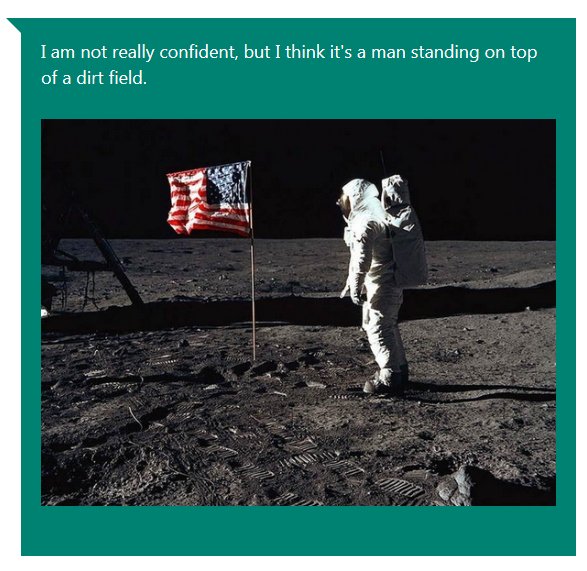 I am not really confident, but I think it's a man standing on top
of a dirt field.